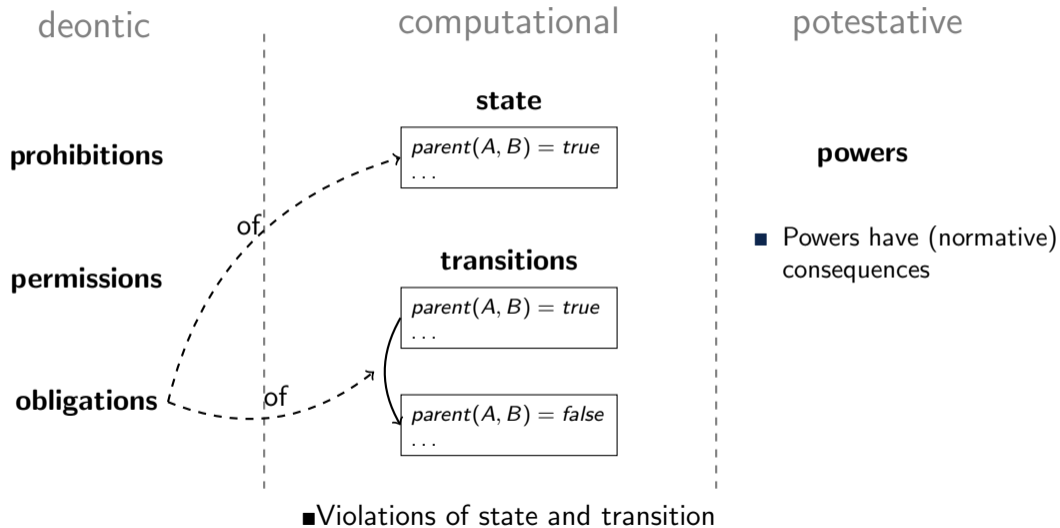 deontic
computational
potestative
state
prohibitions
parent(A, B) = true
...
powers
of
Powers have (normative)
consequences
permissions
transitions
parent(A, B) = true
...
obligations
of
parent(A, B) = false
...
Violations of state and transition